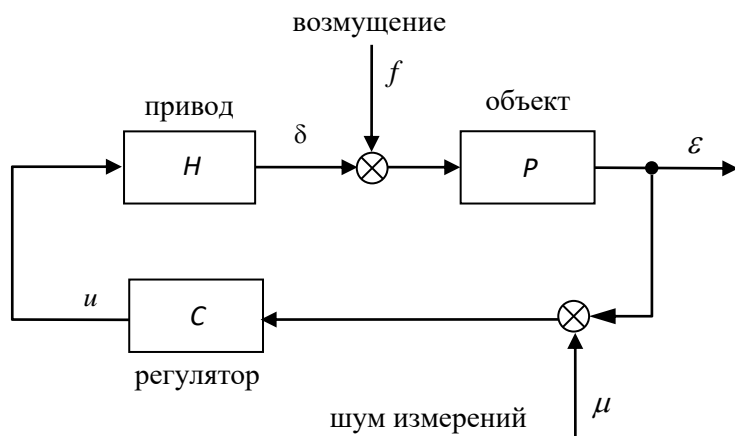 возмущение
f
привод
объект
δ
ε
H
P
u
C
регулятор
шум измерений
μ